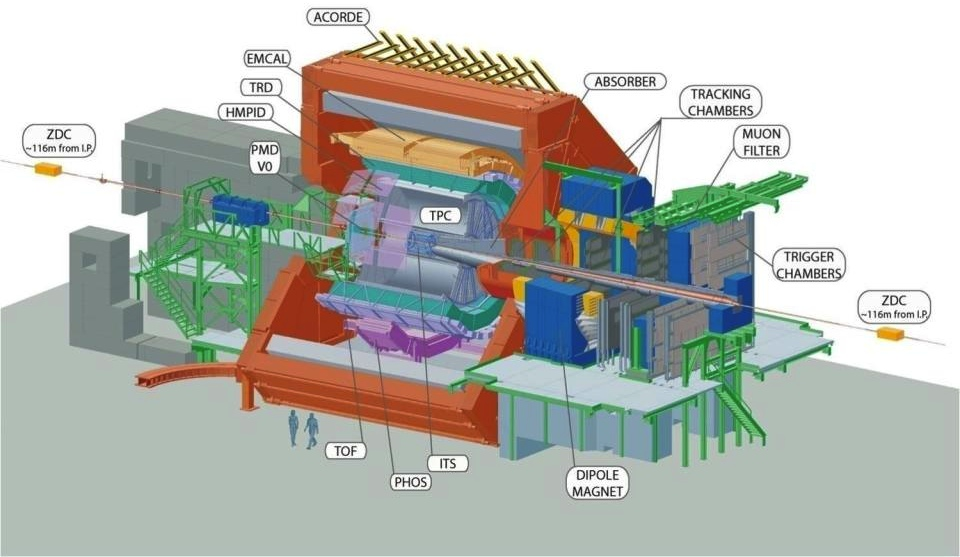 ACORDE
EMCAL
TRD
HMPID
PMD
V0
ZDC
~116m from I.P.
ABSORBER
TRACKING
CHAMBERS
MUON
FILTER
TPC
TRIGGER
CHAMBERS
ZDC
~116m from I.P.
TOF
PHOS
ITS
DIPOLE
MAGNET